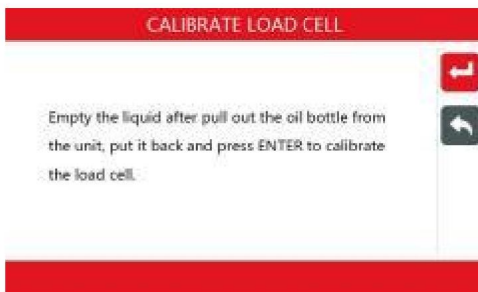 CALIBRATE LOAD CELL
Empty the liquid after pull out the oil bottle from
the unit, put it back and press ENTER to calibrate
the load cell.